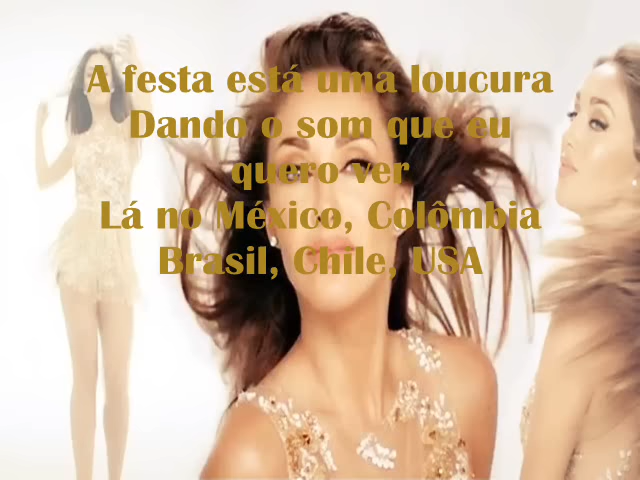 A festa está uma loucura
Dando o som que eu
quero ver
Lá no México, Colômbia
Brasil, Chile, USA